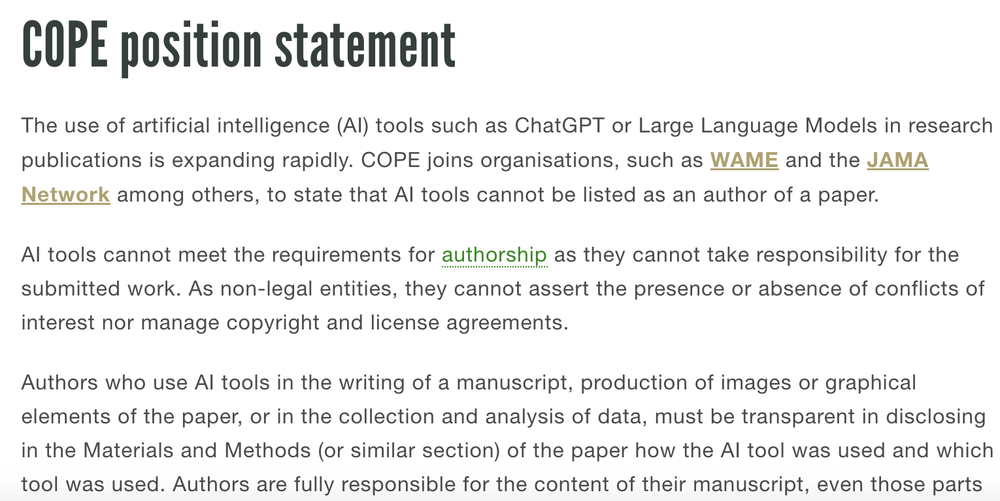 COPE position statement
The use of artificial intelligence (AI) tools such as ChatGPT or Large Language Models in research
publications is expanding rapidly. COPE joins organisations, such as WAME and the JAMA
Network among others, to state that AI tools cannot be listed as an author of a paper.
AI tools cannot meet the requirements for authorship as they cannot take responsibility for the
submitted work. As non-legal entities, they cannot assert the presence or absence of conflicts of
interest nor manage copyright and license agreements.
Authors who use AI tools in the writing of a manuscript, production of images or graphical
elements of the paper, or in the collection and analysis of data, must be transparent in disclosing
in the Materials and Methods (or similar section) of the paper how the AI tool was used and which
tool was used. Authors are fully responsible for the content of their manuscript, even those parts